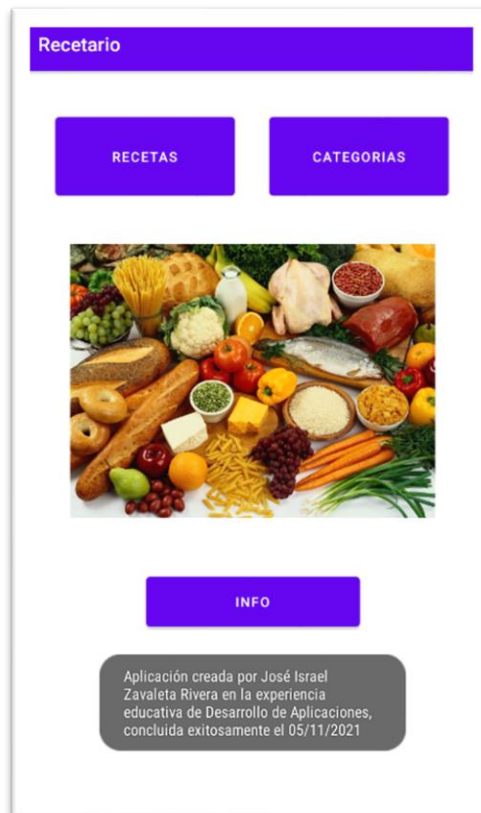 Recetario
RECETAS
CATEGORIAS
INFO
Aplicación creada por José Israel
Zavaleta Rivera en la experiencia
educativa de Desarrollo de Aplicaciones,
concluida exitosamente el 05/11/2021